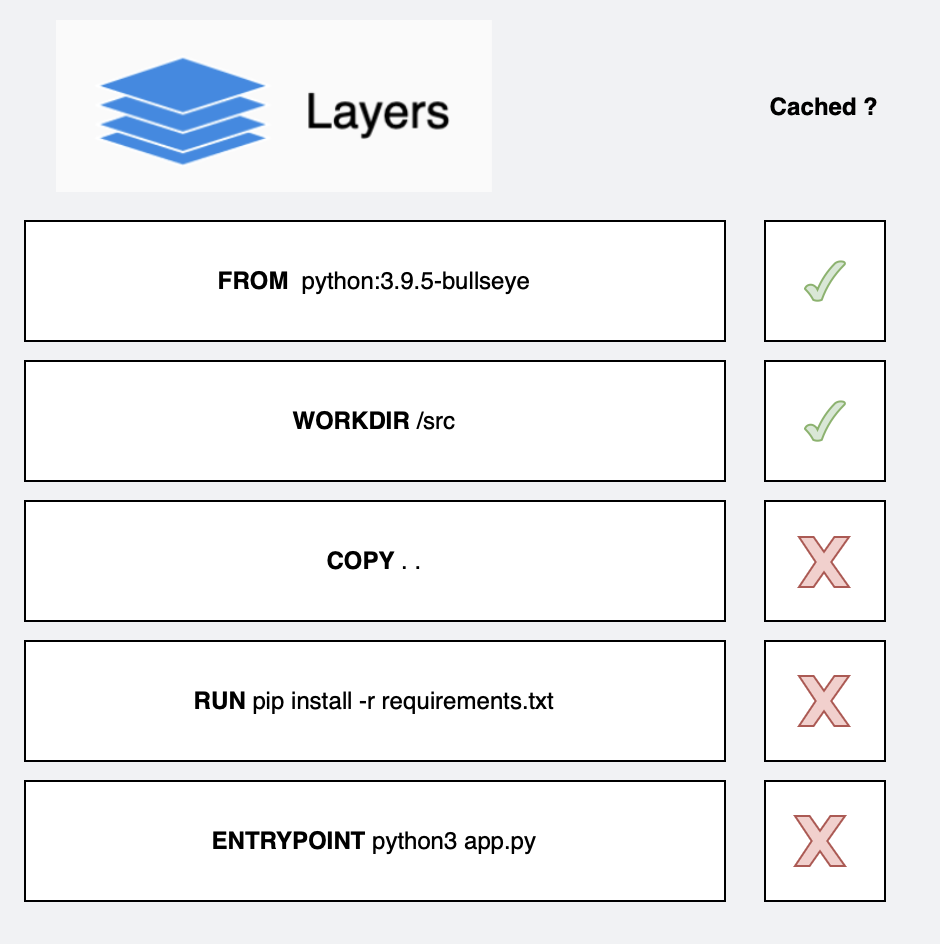 Layers
Cached ?
FROM python:3.9.5-bullseye
WORKDIR /src
COPY . .
RUN pip install -r requirements.txt
ENTRYPOINT python3 app.py